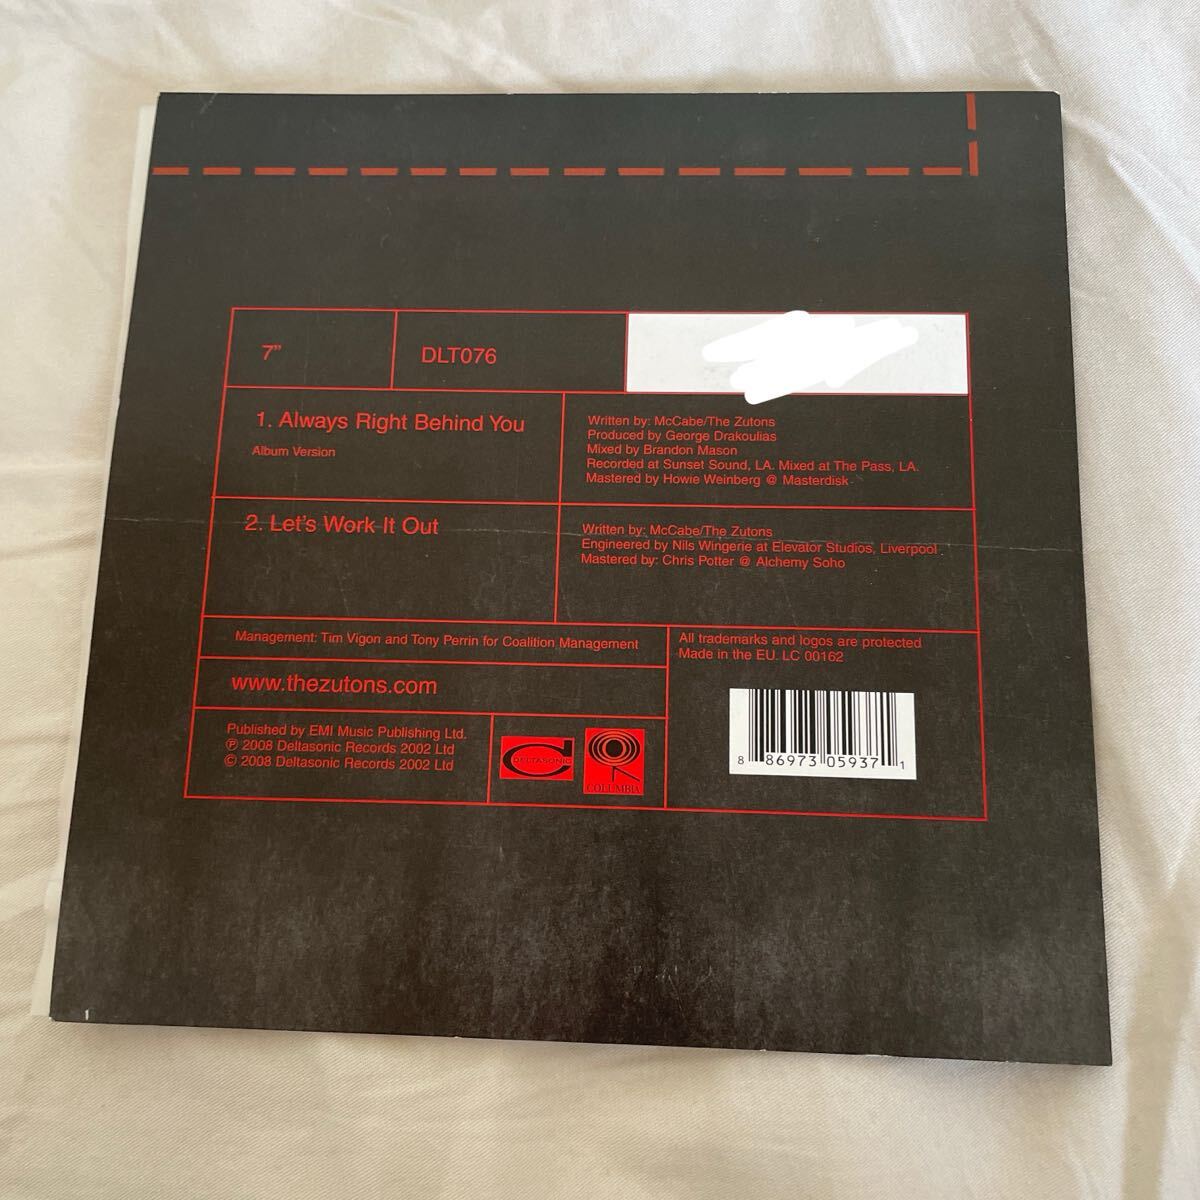 7” DLT076
1. Always Right Behind You
Album Version
Written by: McCabe/The Zutons
Produced by George Drakoulias
Mixed by Brandon Mason
Recorded at Sunset Sound, LA. Mixed at The Pass, LA.
Mastered by Howie Weinberg @ Masterdisk
2. Let's Work It Out
Written by: McCabe/The Zutons
Engineered by Nils Wingerie at Elevator Studios, Liverpool
Mastered by: Chris Potter @ Alchemy Soho
Management: Tim Vigon and Tony Perrin for Coalition Management
www.thezutons.com
Published by EMI Music Publishing Ltd.
℗ 2008 Deltasonic Records 2002 Ltd
© 2008 Deltasonic Records 2002 Ltd
DELTASONIC
COLUMBIA
All trademarks and logos are protected
Made in the EU. LC 00162
8 86973 05937 1